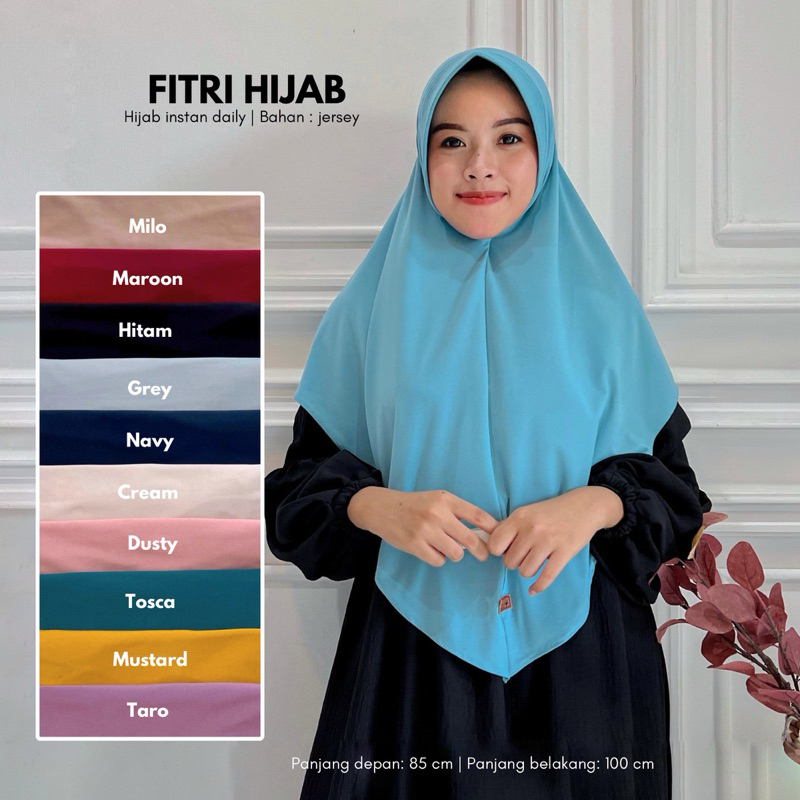 FITRI HIJAB
Hijab instan daily | Bahan : jersey
Milo
Maroon
Hitam
Grey
Navy
Cream
Dusty
Tosca
Mustard
Taro
Panjang depan: 85 cm | Panjang belakang: 100 cm